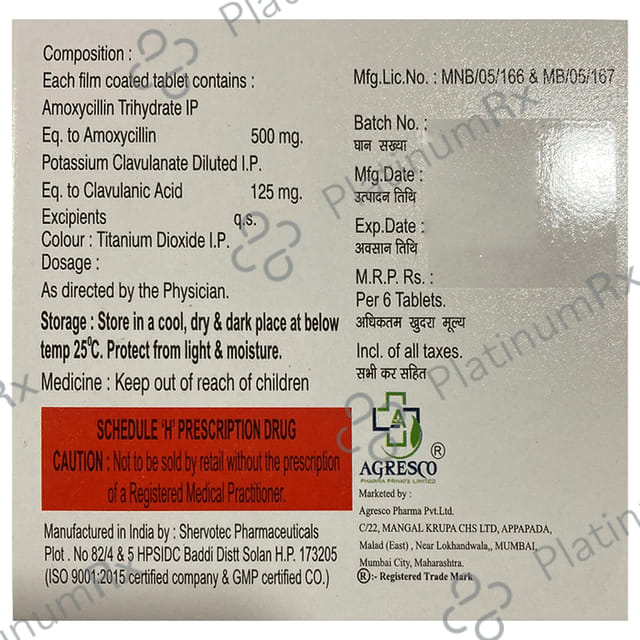 Composition :
Each film coated tablet contains :
Amoxycillin Trihydrate IP
Eq. to Amoxycillin 500 mg.
Potassium Clavulanate Diluted I.P.
Eq. to Clavulanic Acid 125 mg.
Excipients q.s.
Colour : Titanium Dioxide I.P.
Dosage :
As directed by the Physician.
Storage : Store in a cool, dry & dark place at below
temp 25⁰C. Protect from light & moisture.
Medicine : Keep out of reach of children
SCHEDULE 'H' PRESCRIPTION DRUG
CAUTION : Not to be sold by retail without the prescription
of a Registered Medical Practitioner.
Manufactured in India by : Shervotec Pharmaceuticals
Plot . No 82/4 & 5 HPSIDC Baddi Distt Solan H.P. 173205
(ISO 9001:2015 certified company & GMP certified CO.)
Mfg.Lic.No. : MNB/05/166 & MB/05/167
Batch No. :
घान संख्या
Mfg.Date :
उत्पादन तिथि
Exp.Date :
अवसान तिथि
M.R.P. Rs. :
Per 6 Tablets.
अधिकतम खुदरा मूल्य
Incl. of all taxes.
सभी कर सहित
AGRESCO ®
PHARMA PRIVATE LIMITED
Marketed by :
Agresco Pharma Pvt.Ltd.
C/22, MANGAL KRUPA CHS LTD, APPAPADA,
Malad (East) , Near Lokhandwala,, MUMBAI,
Mumbai City, Maharashtra.
®:- Registered Trade Mark
PlatinumRx
PlatinumRx
PlatinumRx
PlatinumRx
PlatinumRx